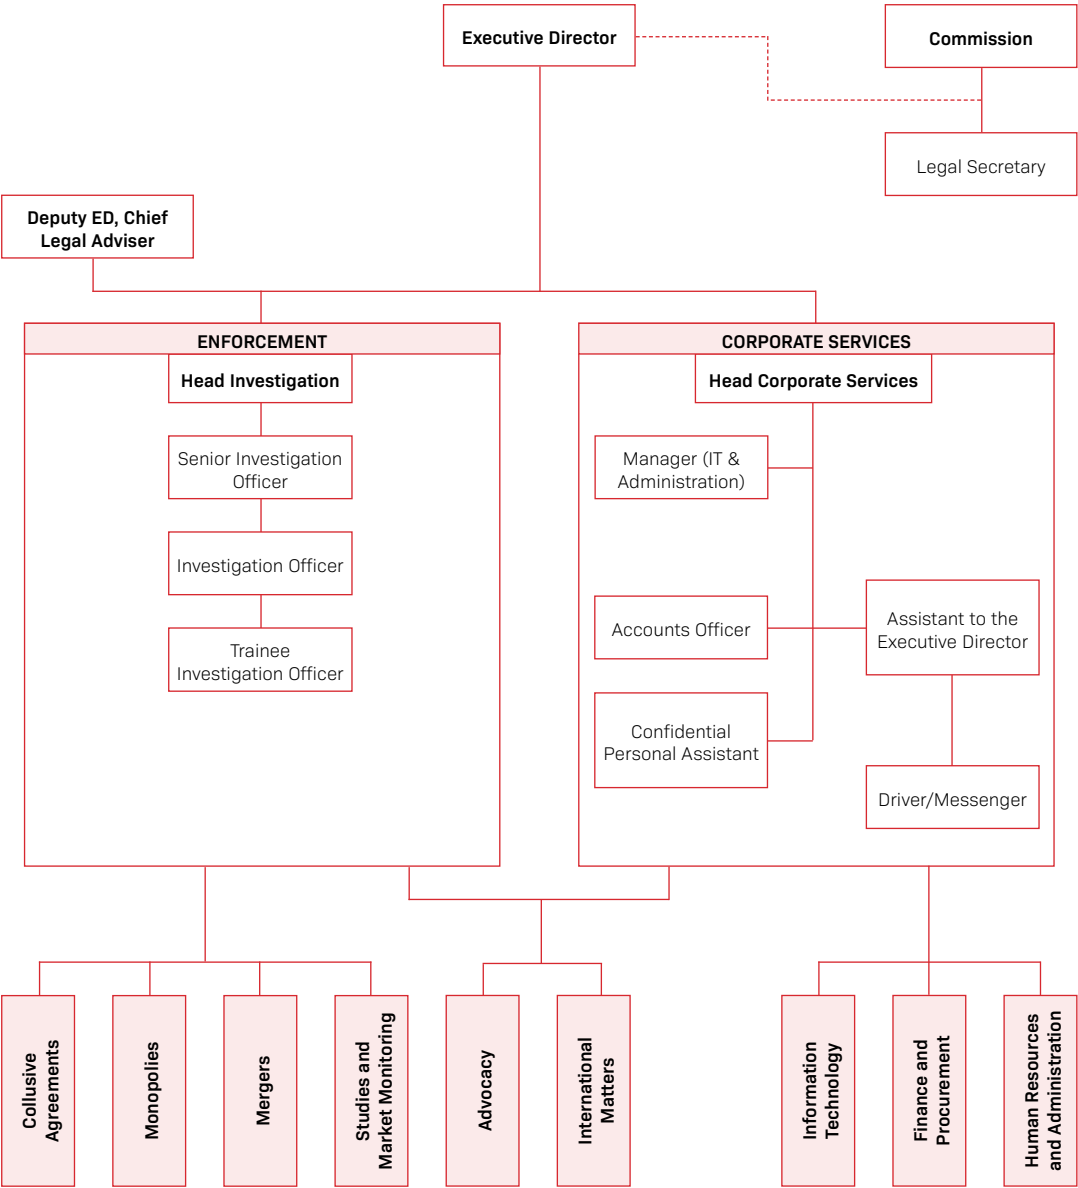 Executive Director
Commission
Legal Secretary
Deputy ED, Chief
Legal Adviser
ENFORCEMENT
Head Investigation
Senior Investigation
Officer
Investigation Officer
Trainee
Investigation Officer
CORPORATE SERVICES
Head Corporate Services
Manager (IT &
Administration)
Accounts Officer
Assistant to the
Executive Director
Confidential
Personal Assistant
Driver/Messenger
Collusive
Agreements
Monopolies
Mergers
Studies and
Market Monitoring
Advocacy
International
Matters
Information
Technology
Finance and
Procurement
Human Resources
and Administration